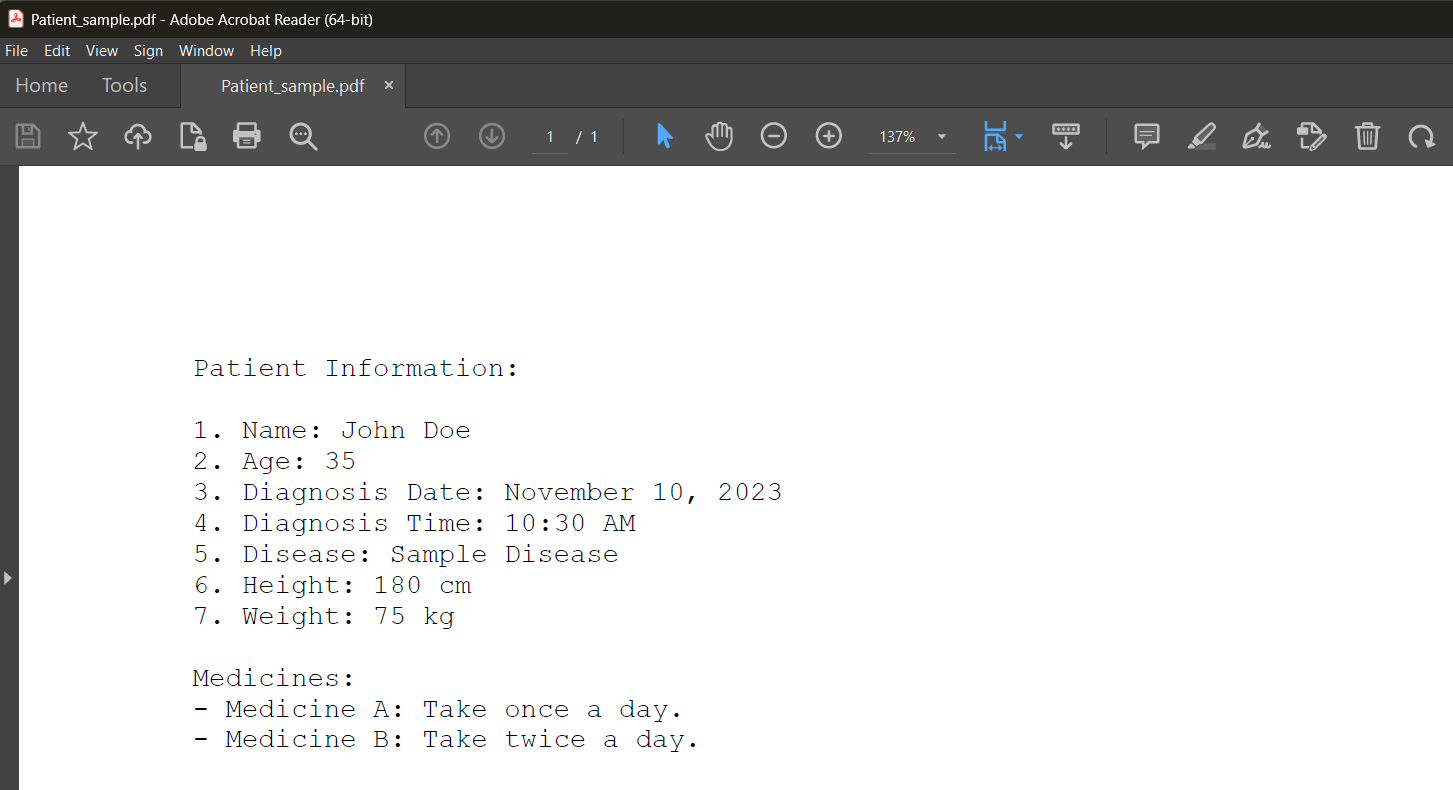 Patient_sample.pdf - Adobe Acrobat Reader (64-bit)
File Edit View Sign Window Help
Home Tools Patient_sample.pdf ×
1 / 1 137%
Patient Information:
1. Name: John Doe
2. Age: 35
3. Diagnosis Date: November 10, 2023
4. Diagnosis Time: 10:30 AM
5. Disease: Sample Disease
6. Height: 180 cm
7. Weight: 75 kg
Medicines:
- Medicine A: Take once a day.
- Medicine B: Take twice a day.